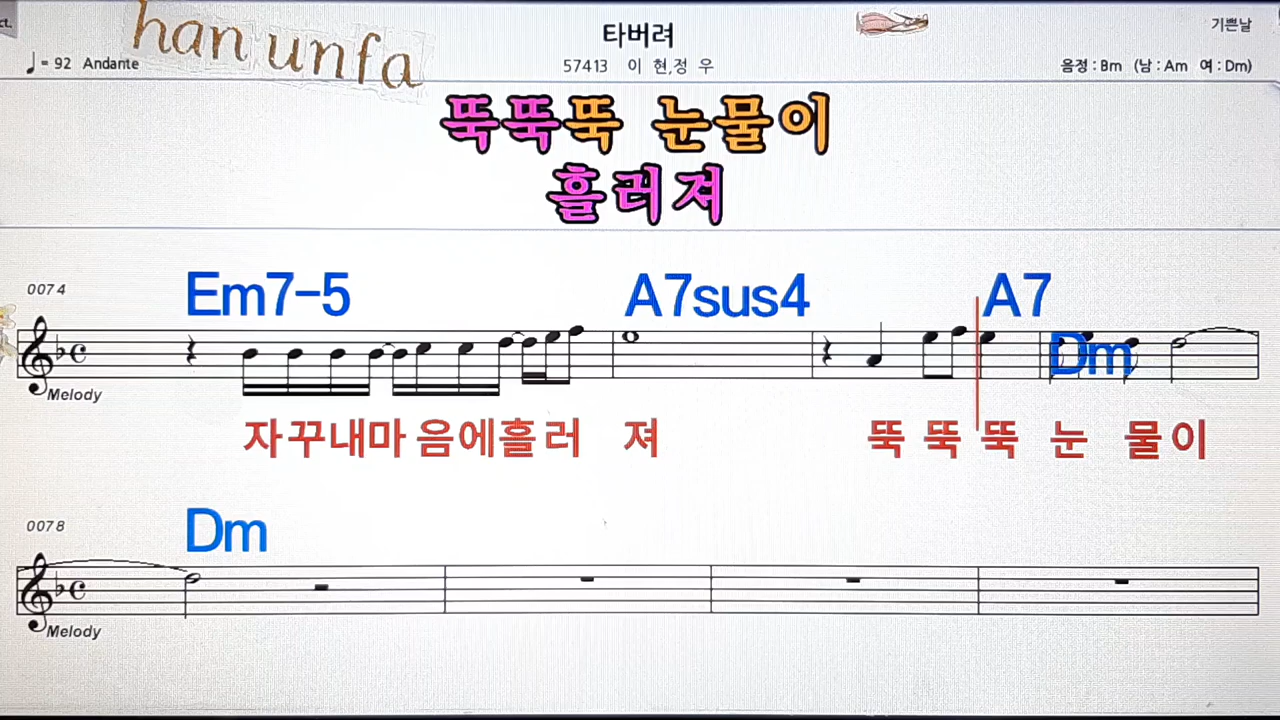 ct.
han unfa
타버려
기쁜날
♩= 92 Andante
57413 이 현,정 우
음정 : Bm (남 : Am 여 : Dm)
뚝뚝뚝 눈물이
흘러져
0074
Em7-5 A7sus4 A7 Dm
Melody
자꾸내마 음에흘러 져 뚝 뚝 뚝 눈 물이
0078
Dm
Melody